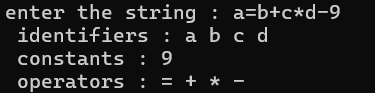 enter the string : a=b+c*d-9
identifiers : a b c d
constants : 9
operators : = + * -